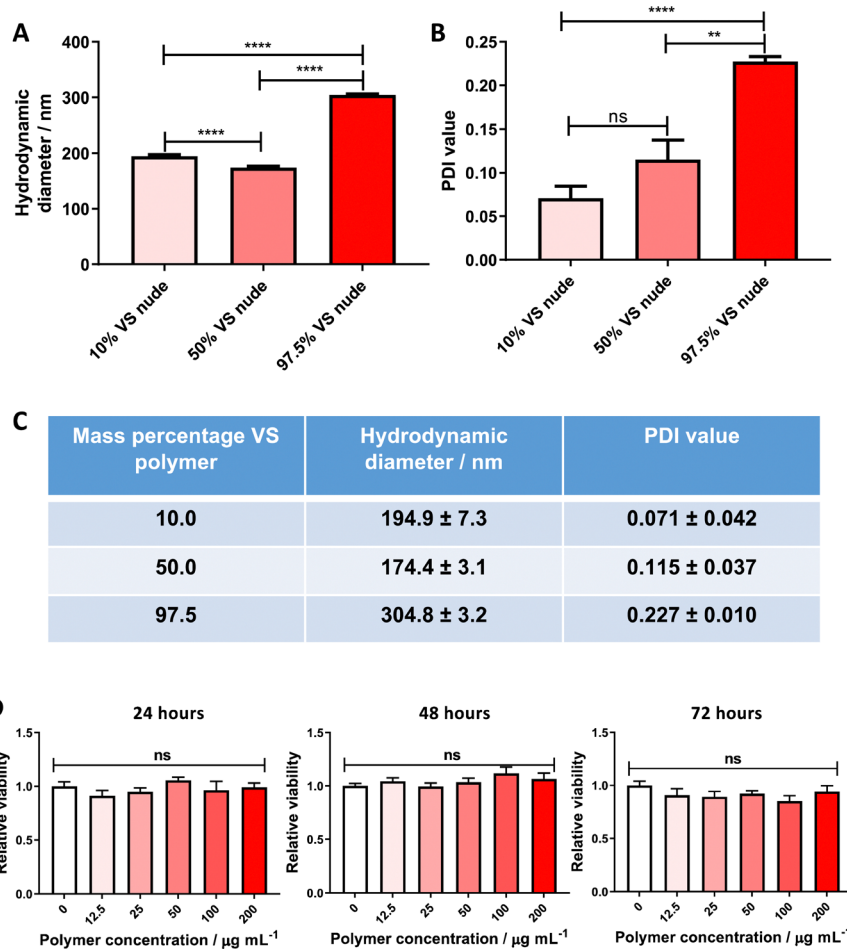 A
Hydrodynamic
diameter / nm
400
300
200
100
0
****
****
****
10% VS nude
50% VS nude
97.5% VS nude
B
PDI value
0.25
0.20
0.15
0.10
0.05
0.00
****
**
ns
10% VS nude
50% VS nude
97.5% VS nude
C
Mass percentage VS
polymer
Hydrodynamic
diameter / nm
PDI value
10.0
194.9 ± 7.3
0.071 ± 0.042
50.0
174.4 ± 3.1
0.115 ± 0.037
97.5
304.8 ± 3.2
0.227 ± 0.010
24 hours
Relative viability
1.5
1.0
0.5
0.0
ns
0
12.5
25
50
100
200
Polymer concentration / µg mL⁻¹
48 hours
Relative viability
1.5
1.0
0.5
0.0
ns
0
12.5
25
50
100
200
Polymer concentration / µg mL⁻¹
72 hours
Relative viability
1.5
1.0
0.5
0.0
ns
0
12.5
25
50
100
200
Polymer concentration / µg mL⁻¹